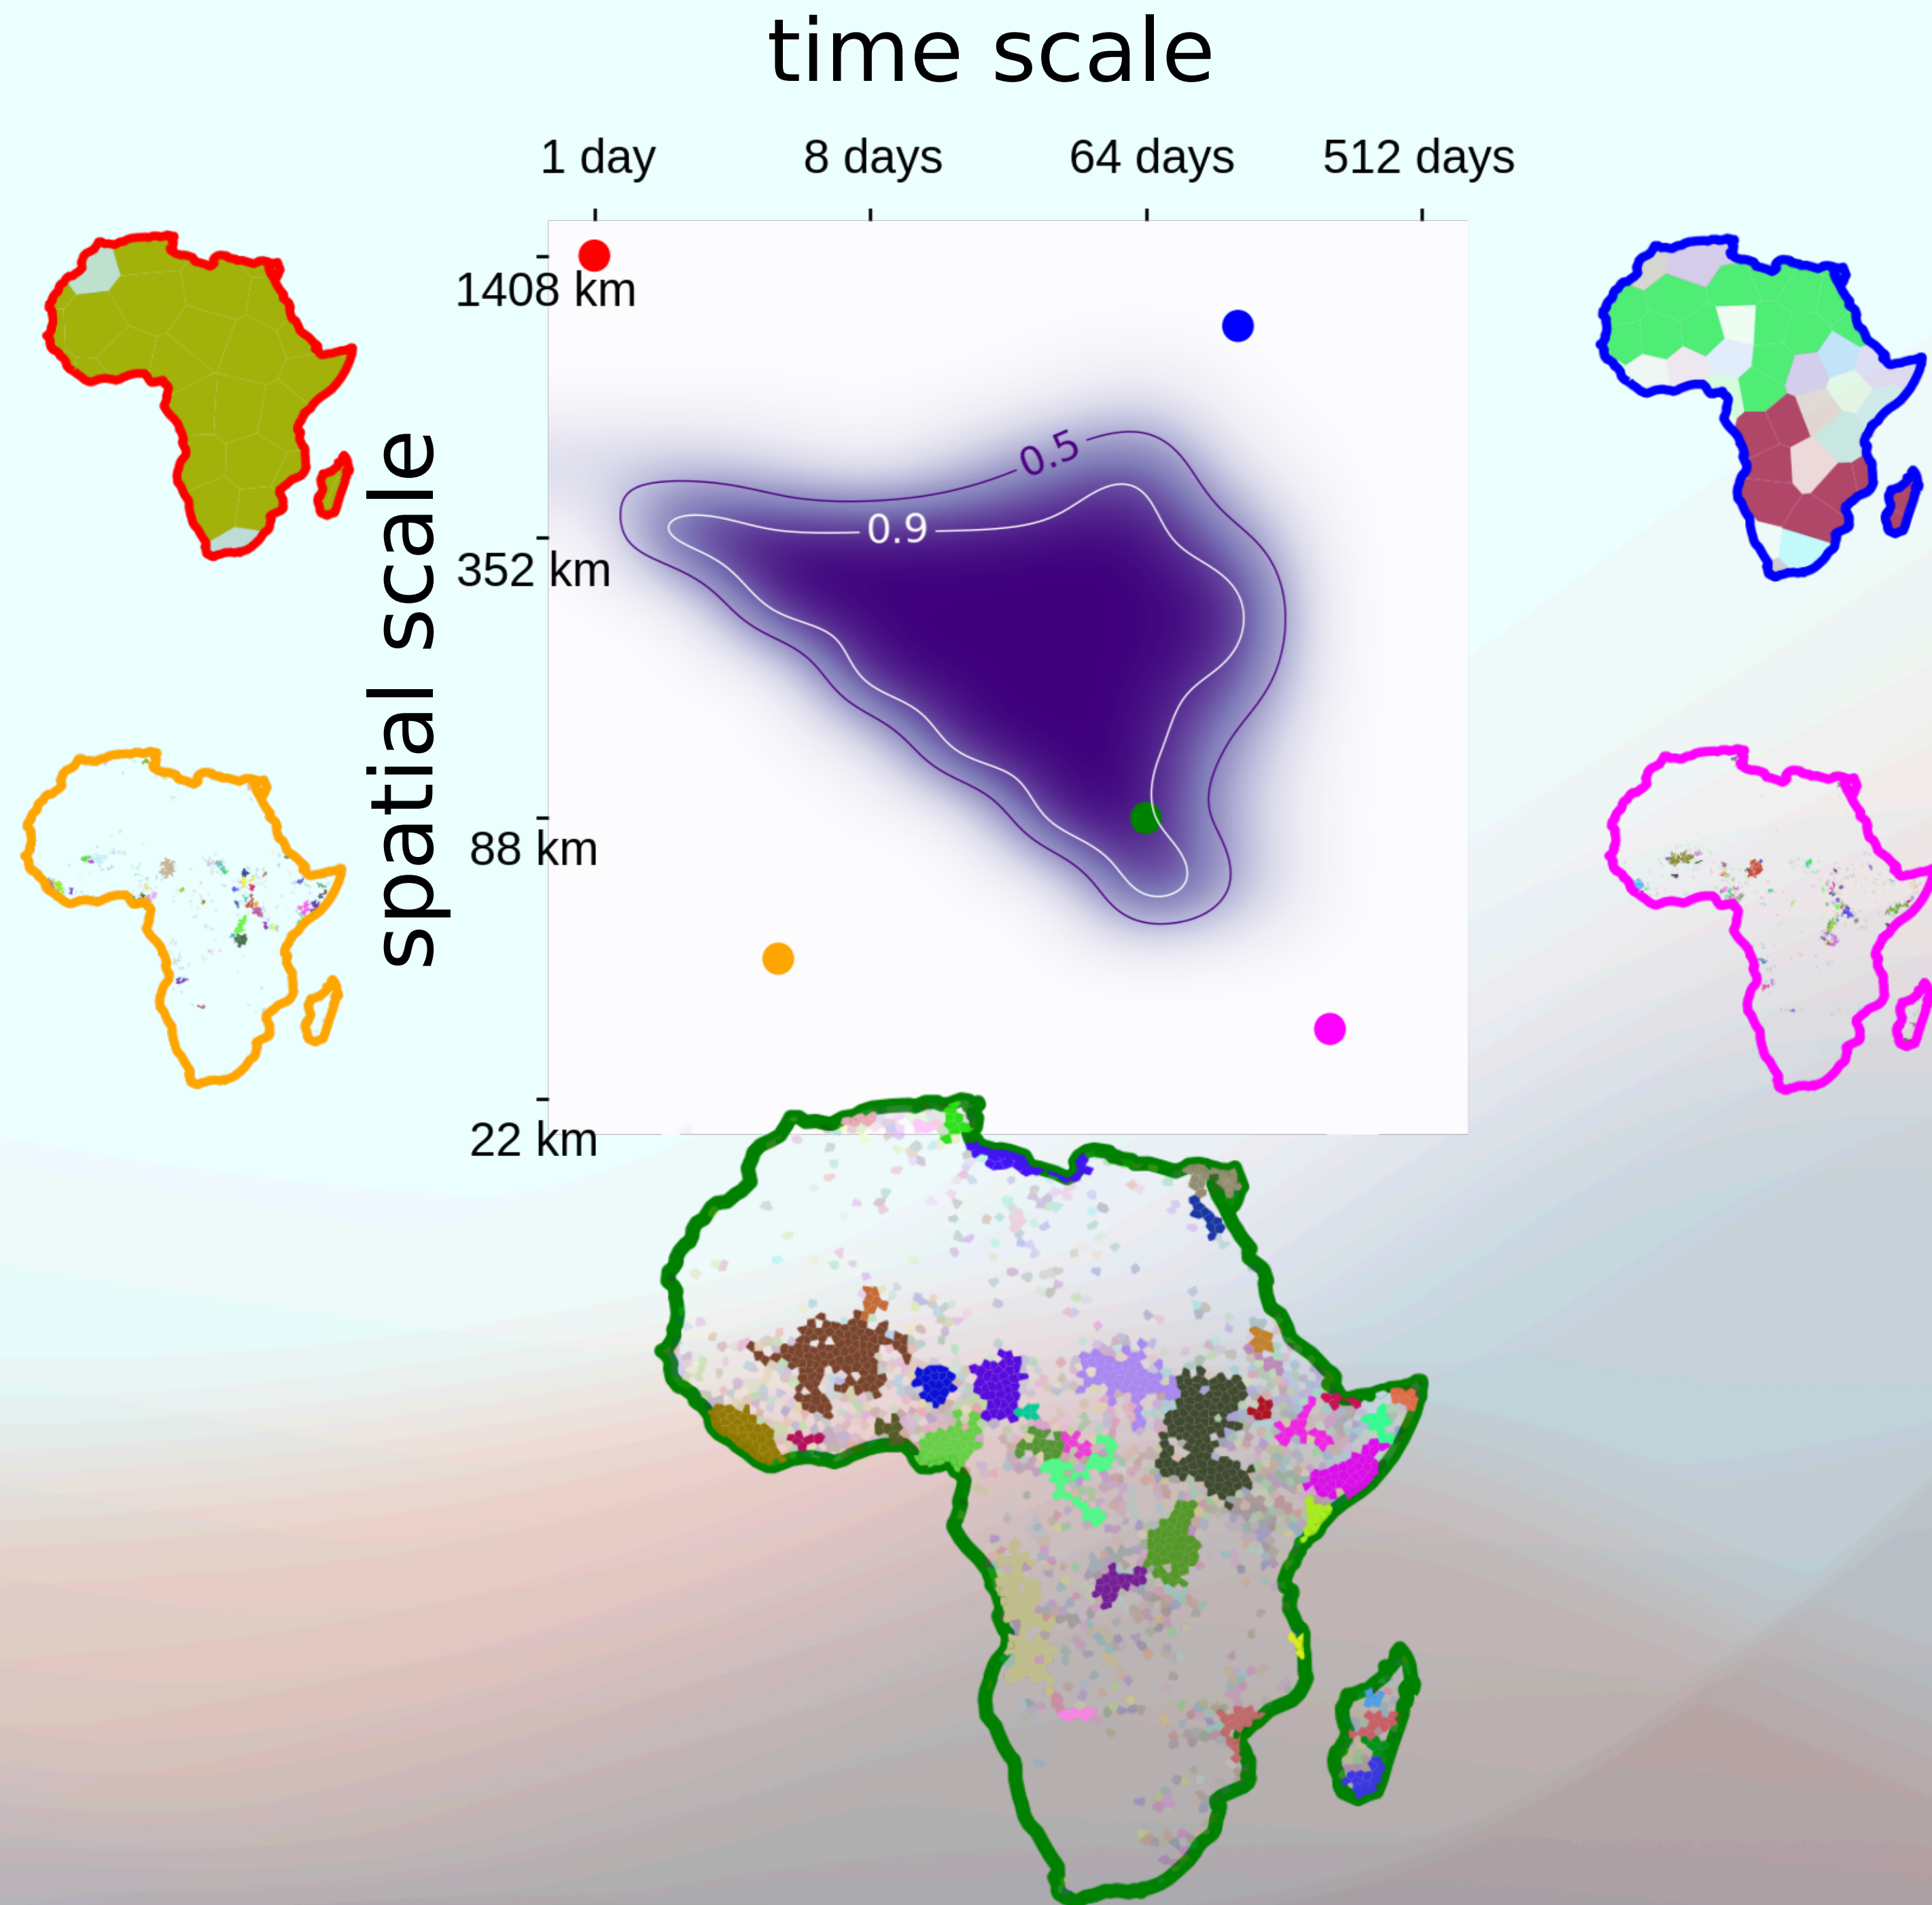 time scale
1 day
8 days
64 days
512 days
spatial scale
1408 km
352 km
88 km
22 km
0.5
0.9